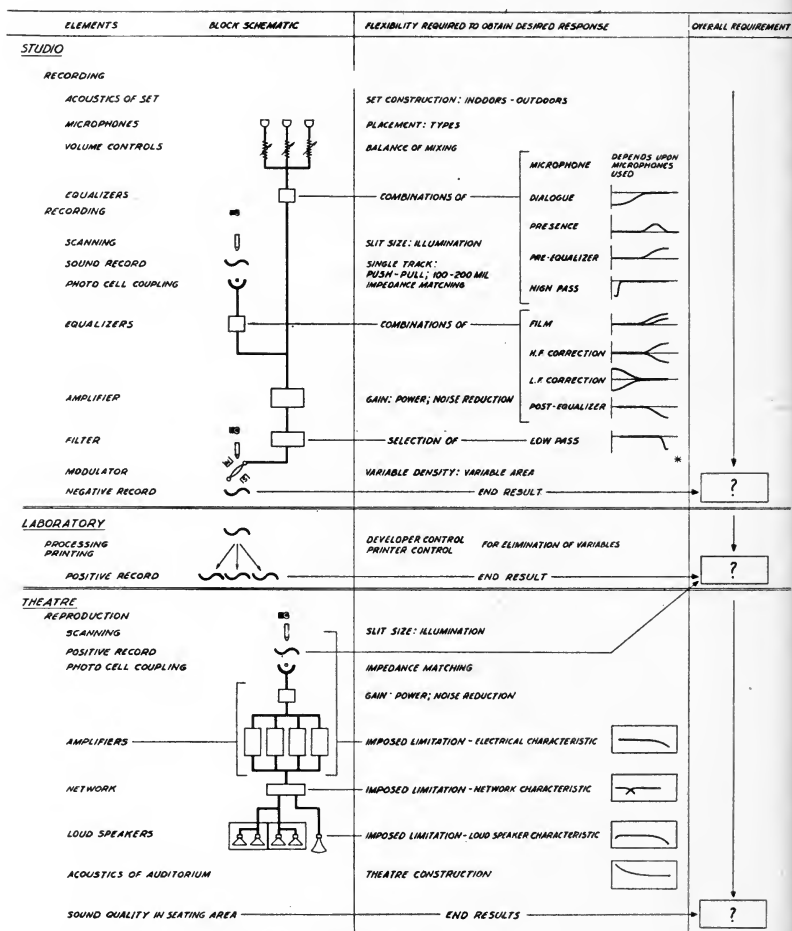 ELEMENTS BLOCK SCHEMATIC FLEXIBILITY REQUIRED TO OBTAIN DESIRED RESPONSE OVERALL REQUIREMENT
STUDIO
RECORDING
ACOUSTICS OF SET SET CONSTRUCTION: INDOORS - OUTDOORS
MICROPHONES PLACEMENT: TYPES
VOLUME CONTROLS BALANCE OF MIXING
MICROPHONE DEPENDS UPON
MICROPHONES
USED
EQUALIZERS COMBINATIONS OF DIALOGUE
RECORDING
PRESENCE
SCANNING SLIT SIZE: ILLUMINATION
SOUND RECORD SINGLE TRACK: PRE-EQUALIZER
PUSH-PULL; 100-200 MIL
PHOTO CELL COUPLING IMPEDANCE MATCHING HIGH PASS
EQUALIZERS COMBINATIONS OF FILM
H.F. CORRECTION
L.F. CORRECTION
AMPLIFIER GAIN: POWER; NOISE REDUCTION POST-EQUALIZER
FILTER SELECTION OF LOW PASS
*
MODULATOR VARIABLE DENSITY: VARIABLE AREA
NEGATIVE RECORD END RESULT ?
LABORATORY
PROCESSING DEVELOPER CONTROL FOR ELIMINATION OF VARIABLES
PRINTING PRINTER CONTROL
POSITIVE RECORD END RESULT ?
THEATRE
REPRODUCTION
SCANNING SLIT SIZE: ILLUMINATION
POSITIVE RECORD
PHOTO CELL COUPLING IMPEDANCE MATCHING
GAIN: POWER; NOISE REDUCTION
AMPLIFIERS IMPOSED LIMITATION - ELECTRICAL CHARACTERISTIC
NETWORK IMPOSED LIMITATION - NETWORK CHARACTERISTIC
LOUD SPEAKERS IMPOSED LIMITATION - LOUD SPEAKER CHARACTERISTIC
ACOUSTICS OF AUDITORIUM THEATRE CONSTRUCTION
SOUND QUALITY IN SEATING AREA END RESULTS ?